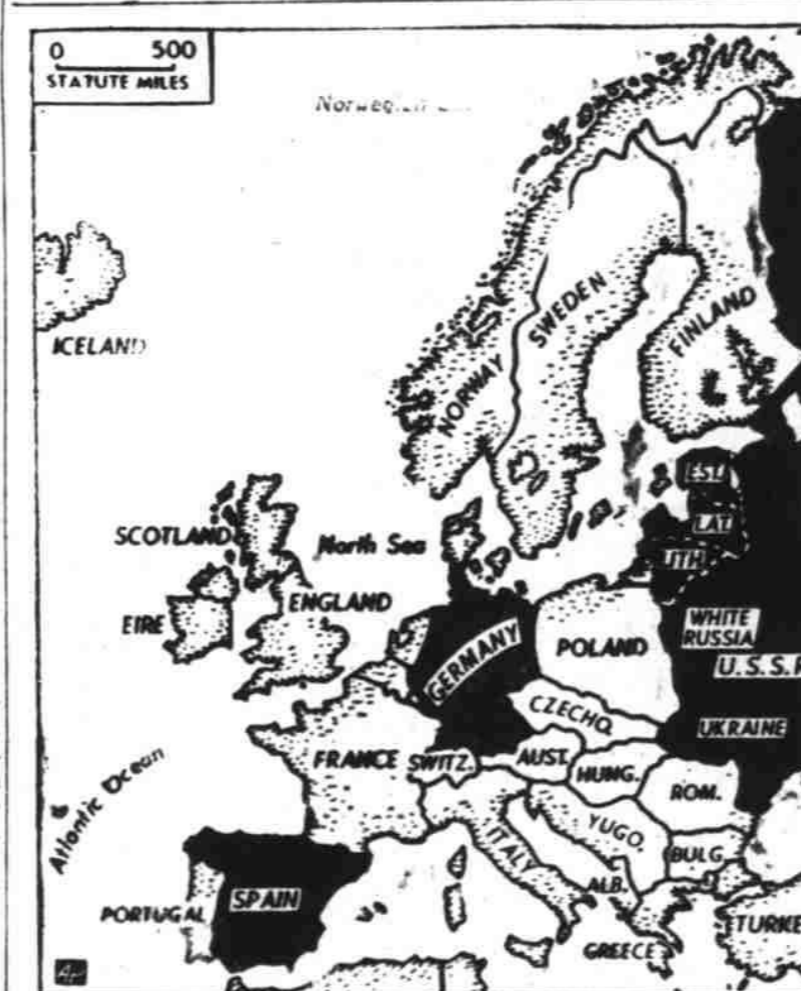 0 500
STATUTE MILES
ICELAND
NORWAY
SWEDEN
FINLAND
EST.
LAT.
SCOTLAND
North Sea
ENGLAND
EIRE
WHITE
RUSSIA
U.S.S.
GERMANY
POLAND
CZECHO.
UKRAINE
FRANCE
SWITZ.
AUST.
HUNG.
ROM.
Atlantic Ocean
YUGO.
ITALY
BULG.
ALB.
PORTUGAL
SPAIN
TURKE
GREECE
AP